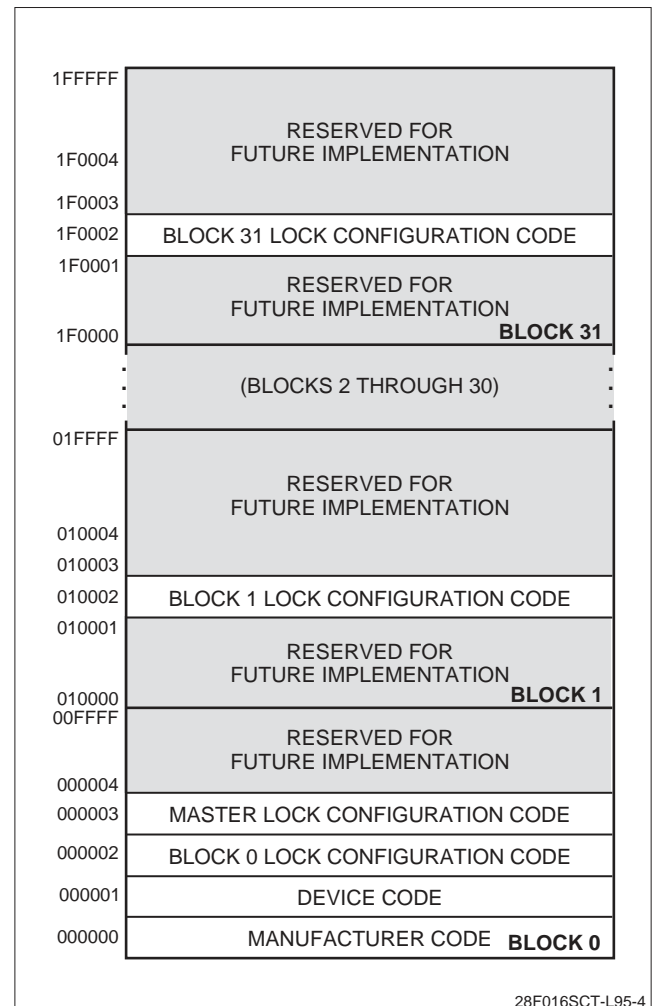 1FFFFF
RESERVED FOR
FUTURE IMPLEMENTATION
1F0004
1F0003
1F0002 BLOCK 31 LOCK CONFIGURATION CODE
1F0001
RESERVED FOR
FUTURE IMPLEMENTATION
1F0000 BLOCK 31
(BLOCKS 2 THROUGH 30)
01FFFF
RESERVED FOR
FUTURE IMPLEMENTATION
010004
010003
010002 BLOCK 1 LOCK CONFIGURATION CODE
010001
RESERVED FOR
FUTURE IMPLEMENTATION
010000 BLOCK 1
00FFFF
RESERVED FOR
FUTURE IMPLEMENTATION
000004
000003 MASTER LOCK CONFIGURATION CODE
000002 BLOCK 0 LOCK CONFIGURATION CODE
000001 DEVICE CODE
000000 MANUFACTURER CODE BLOCK 0
28F016SCT-L95-4